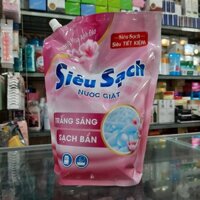 Siêu Sạch
Siêu TIẾT KIỆM
Siêu Sạch
NƯỚC GIẶT
TRẮNG SÁNG
SẠCH BẨN